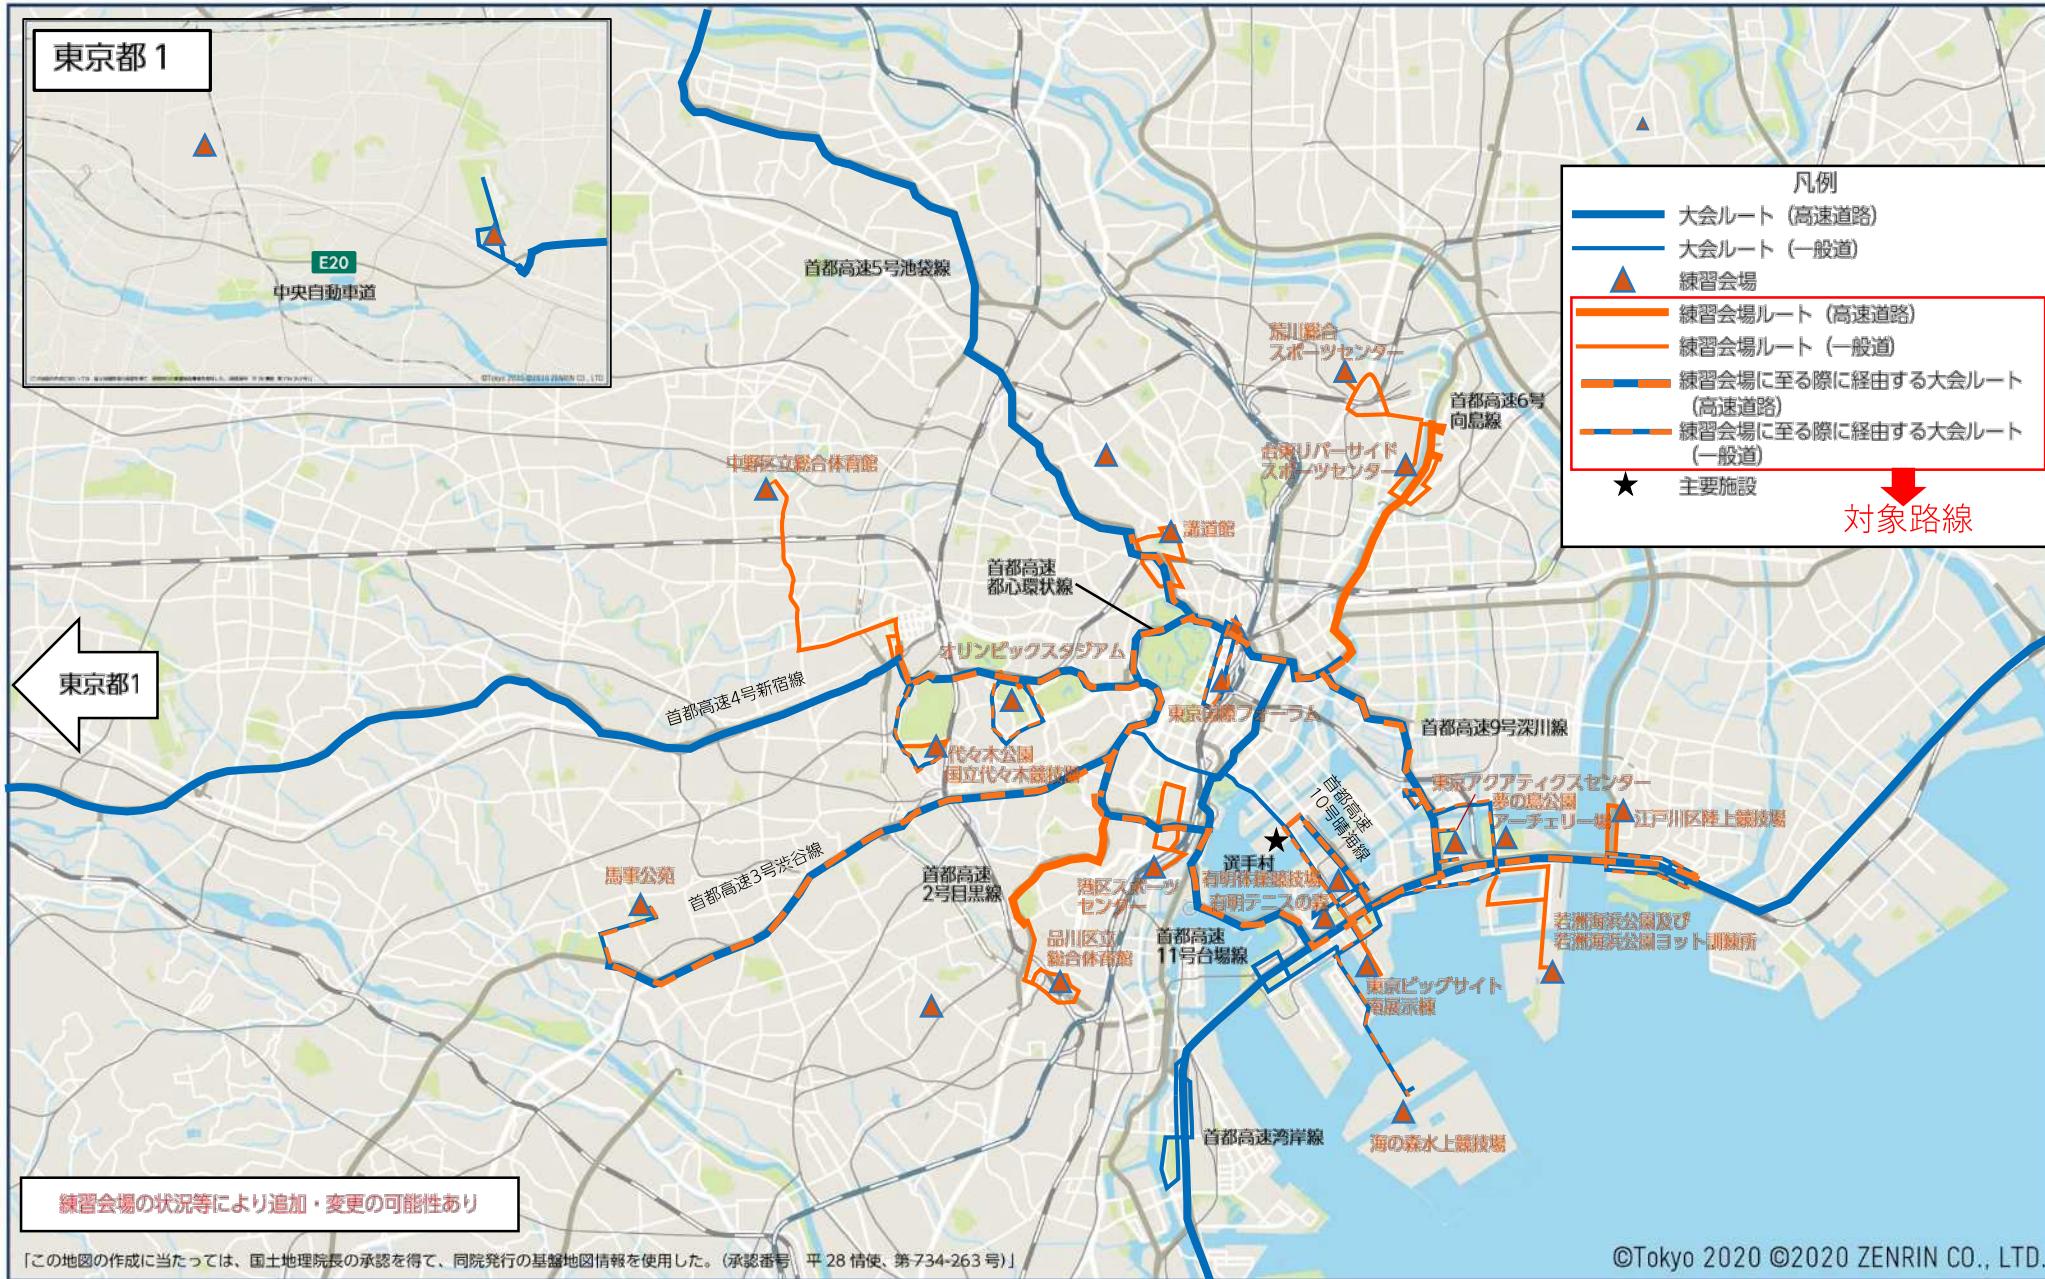 東京都1
E20
中央自動車道
©Tokyo 2020 ©2020 ZENRIN CO., LTD.
凡例
大会ルート（高速道路）
大会ルート（一般道）
練習会場
練習会場ルート（高速道路）
練習会場ルート（一般道）
練習会場に至る際に経由する大会ルート
（高速道路）
練習会場に至る際に経由する大会ルート
（一般道）
主要施設
対象路線
首都高速5号池袋線
荒川総合
スポーツセンター
首都高速6号
向島線
台東リバーサイド
スポーツセンター
中野区立総合体育館
講道館
首都高速
都心環状線
オリンピックスタジアム
東京都1
首都高速4号新宿線
東京国際フォーラム
首都高速9号深川線
代々木公園
国立代々木競技場
東京アクアティクスセンター
夢の島公園
アーチェリー場
江戸川区陸上競技場
首都高速
10号晴海線
首都高速3号渋谷線
馬事公苑
首都高速
2号目黒線
港区スポーツ
センター
選手村
有明体操競技場
有明テニスの森
品川区立
総合体育館
首都高速
11号台場線
若洲海浜公園及び
若洲海浜公園ヨット訓練所
東京ビッグサイト
南展示棟
首都高速湾岸線
海の森水上競技場
練習会場の状況等により追加・変更の可能性あり
「この地図の作成に当たっては、国土地理院長の承認を得て、同院発行の基盤地図情報を使用した。（承認番号　平 28 情使、第 734-263 号）」
©Tokyo 2020 ©2020 ZENRIN CO., LTD.